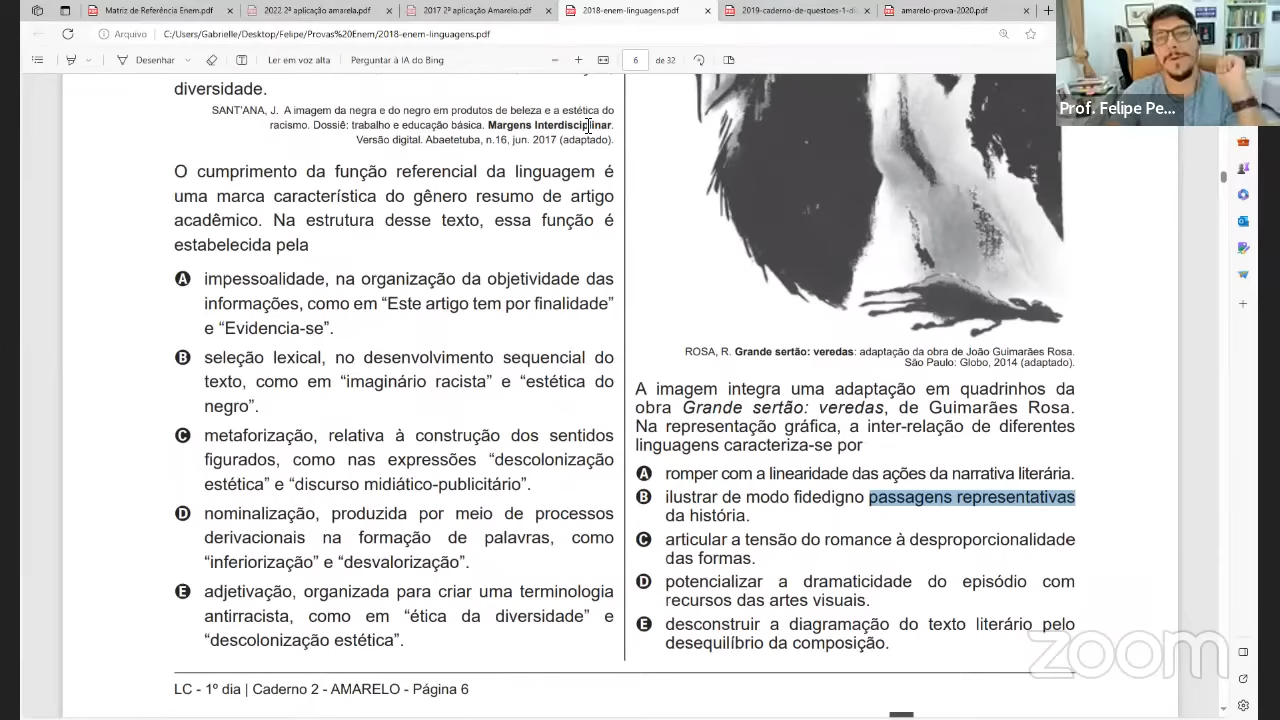 Matriz de Referência Enem.pdf
2022.2 aplicação amarela.pdf
2017 2ª aplicação Amarelo.pdf
2018-enem-linguagens.pdf
2019-caderno-de-questoes-1-di
amarelo-prova-2020.pdf
Arquivo C:/Users/Gabrielle/Desktop/Felipe/Provas%20Enem/2018-enem-linguagens.pdf
Desenhar
Ler em voz alta
Perguntar à IA do Bing
6 de 32
Prof. Felipe Pe...
diversidade.
SANT'ANA, J. A imagem da negra e do negro em produtos de beleza e a estética do
racismo. Dossiê: trabalho e educação básica. Margens Interdisciplinar.
Versão digital. Abaetetuba, n.16, jun. 2017 (adaptado).
O cumprimento da função referencial da linguagem é
uma marca característica do gênero resumo de artigo
acadêmico. Na estrutura desse texto, essa função é
estabelecida pela
A impessoalidade, na organização da objetividade das
informações, como em “Este artigo tem por finalidade”
e “Evidencia-se”.
B seleção lexical, no desenvolvimento sequencial do
texto, como em “imaginário racista” e “estética do
negro”.
C metaforização, relativa à construção dos sentidos
figurados, como nas expressões “descolonização
estética” e “discurso midiático-publicitário”.
D nominalização, produzida por meio de processos
derivacionais na formação de palavras, como
“inferiorização” e “desvalorização”.
E adjetivação, organizada para criar uma terminologia
antirracista, como em “ética da diversidade” e
“descolonização estética”.
LC - 1º dia | Caderno 2 - AMARELO - Página 6
ROSA, R. Grande sertão: veredas: adaptação da obra de João Guimarães Rosa.
São Paulo: Globo, 2014 (adaptado).
A imagem integra uma adaptação em quadrinhos da
obra Grande sertão: veredas, de Guimarães Rosa.
Na representação gráfica, a inter-relação de diferentes
linguagens caracteriza-se por
A romper com a linearidade das ações da narrativa literária.
B ilustrar de modo fidedigno passagens representativas
da história.
C articular a tensão do romance à desproporcionalidade
das formas.
D potencializar a dramaticidade do episódio com
recursos das artes visuais.
E desconstruir a diagramação do texto literário pelo
desequilíbrio da composição.
zoom